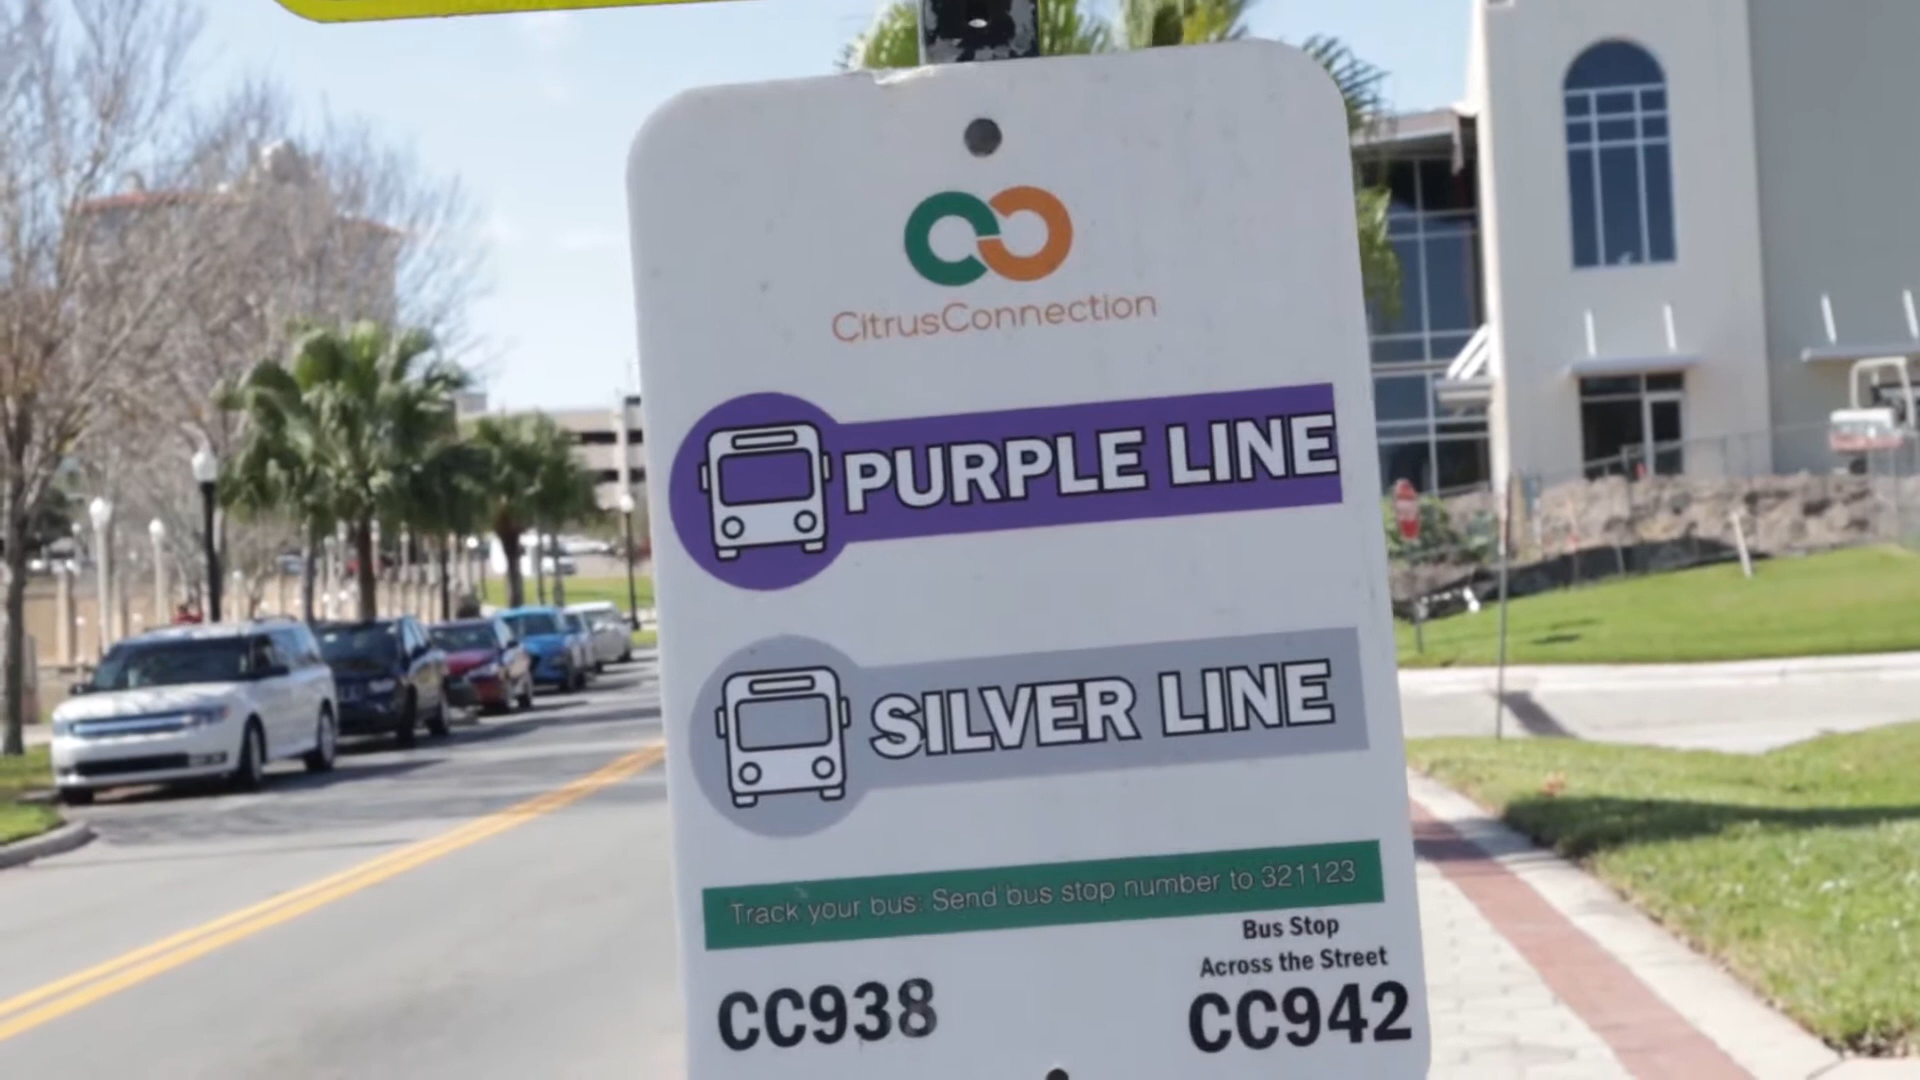 CitrusConnection
PURPLE LINE
SILVER LINE
Track your bus: Send bus stop number to 321123
Bus Stop
Across the Street
CC938
CC942